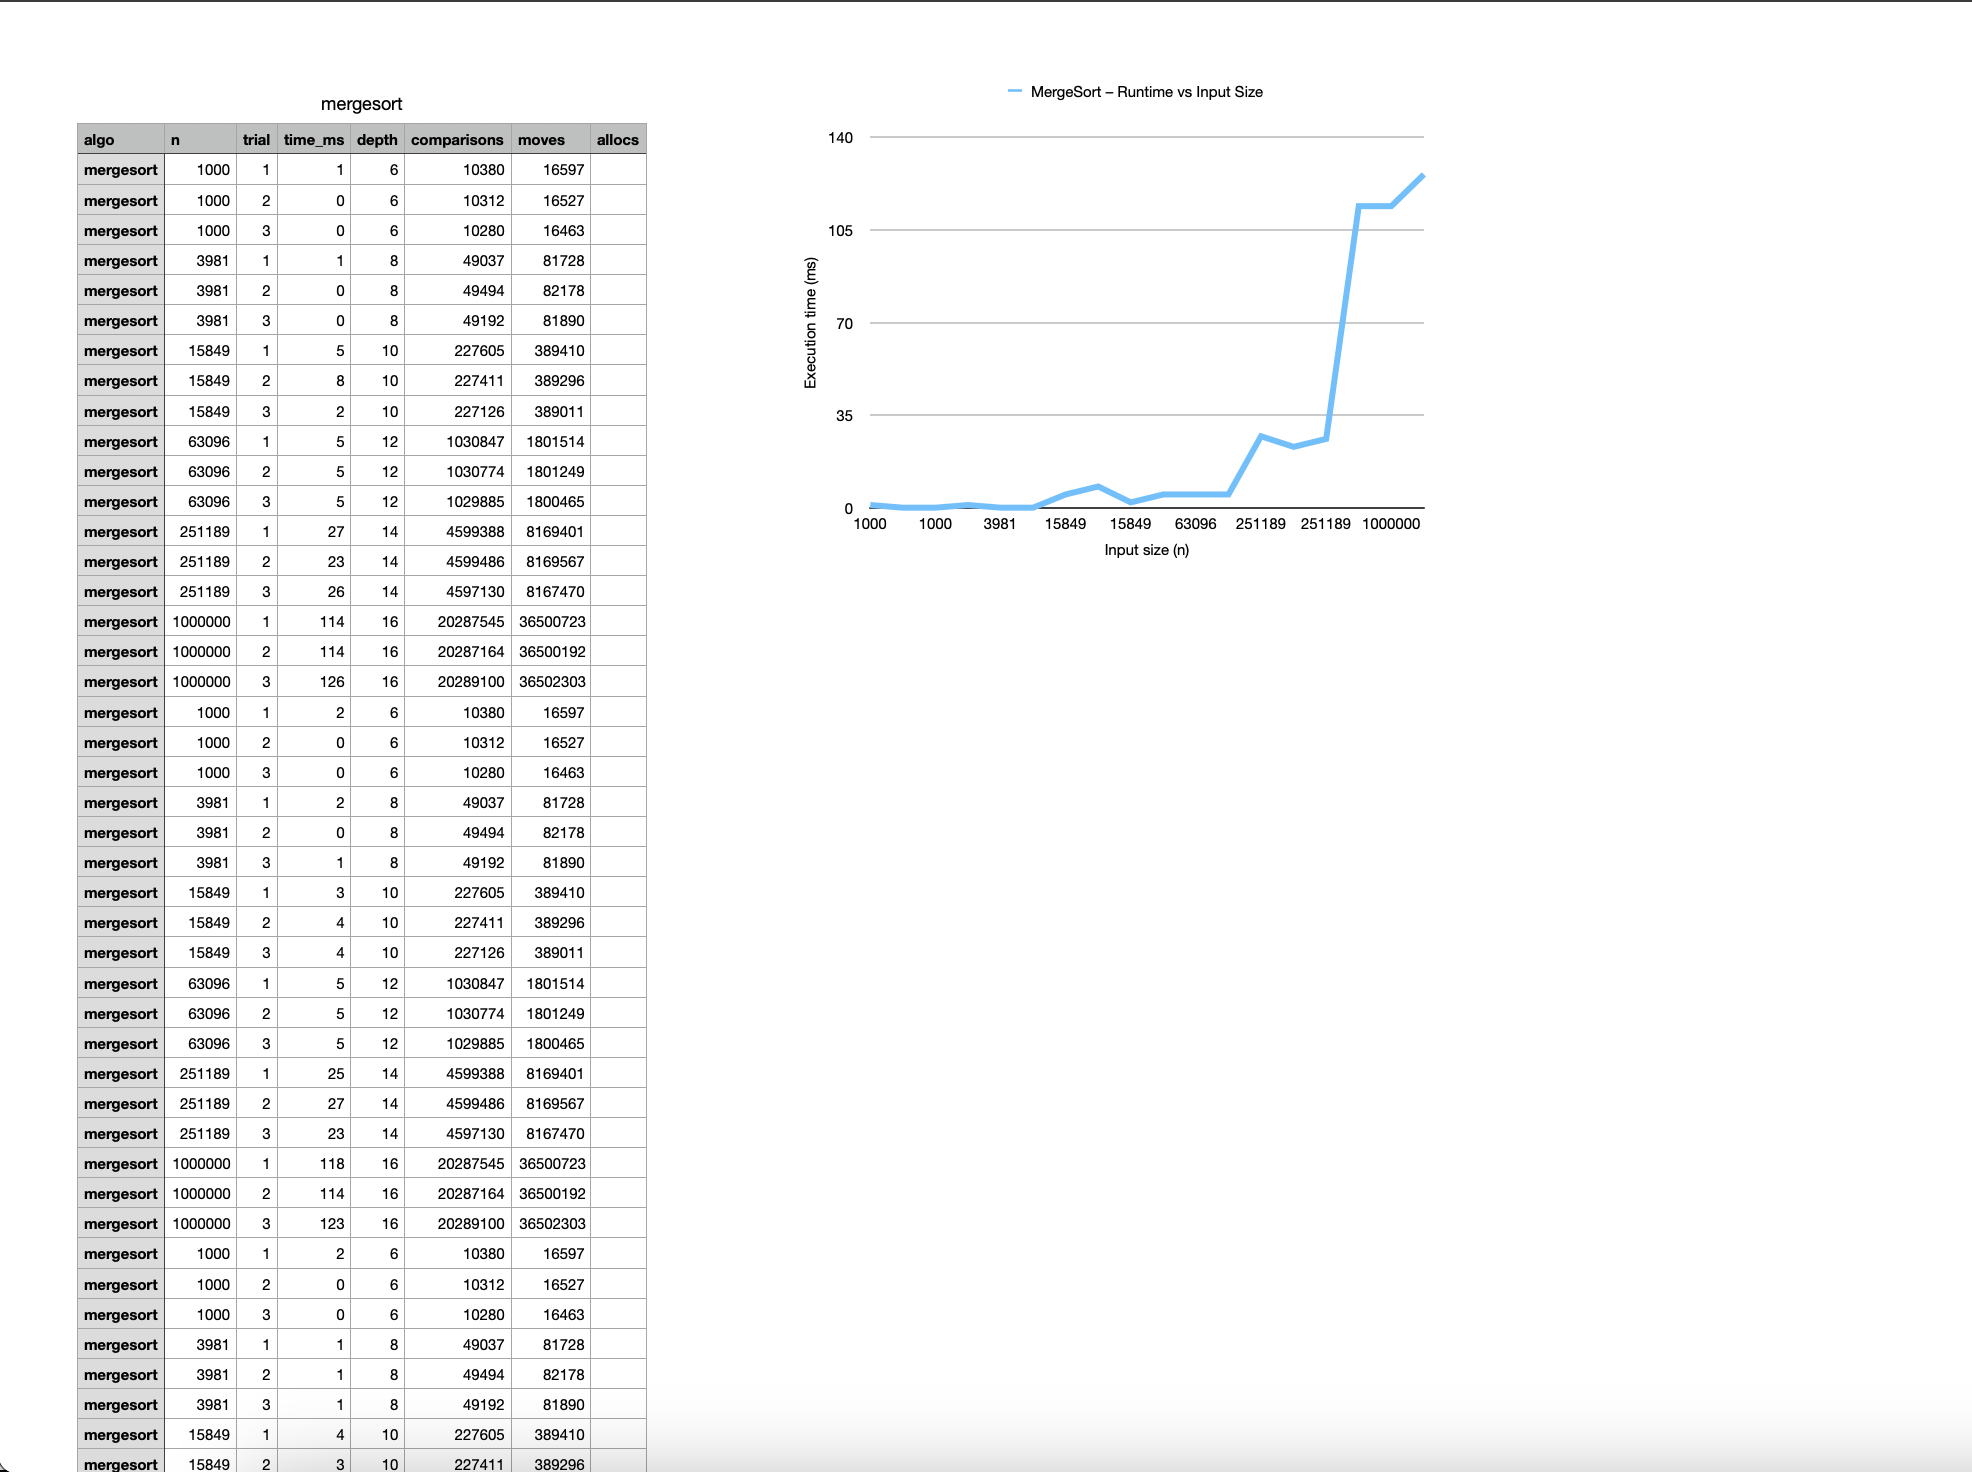 mergesort
algo n trial time_ms depth comparisons moves allocs
mergesort 1000 1 1 6 10380 16597
mergesort 1000 2 0 6 10312 16527
mergesort 1000 3 0 6 10280 16463
mergesort 3981 1 1 8 49037 81728
mergesort 3981 2 0 8 49494 82178
mergesort 3981 3 0 8 49192 81890
mergesort 15849 1 5 10 227605 389410
mergesort 15849 2 8 10 227411 389296
mergesort 15849 3 2 10 227126 389011
mergesort 63096 1 5 12 1030847 1801514
mergesort 63096 2 5 12 1030774 1801249
mergesort 63096 3 5 12 1029885 1800465
mergesort 251189 1 27 14 4599388 8169401
mergesort 251189 2 23 14 4599486 8169567
mergesort 251189 3 26 14 4597130 8167470
mergesort 1000000 1 114 16 20287545 36500723
mergesort 1000000 2 114 16 20287164 36500192
mergesort 1000000 3 126 16 20289100 36502303
mergesort 1000 1 2 6 10380 16597
mergesort 1000 2 0 6 10312 16527
mergesort 1000 3 0 6 10280 16463
mergesort 3981 1 2 8 49037 81728
mergesort 3981 2 0 8 49494 82178
mergesort 3981 3 1 8 49192 81890
mergesort 15849 1 3 10 227605 389410
mergesort 15849 2 4 10 227411 389296
mergesort 15849 3 4 10 227126 389011
mergesort 63096 1 5 12 1030847 1801514
mergesort 63096 2 5 12 1030774 1801249
mergesort 63096 3 5 12 1029885 1800465
mergesort 251189 1 25 14 4599388 8169401
mergesort 251189 2 27 14 4599486 8169567
mergesort 251189 3 23 14 4597130 8167470
mergesort 1000000 1 118 16 20287545 36500723
mergesort 1000000 2 114 16 20287164 36500192
mergesort 1000000 3 123 16 20289100 36502303
mergesort 1000 1 2 6 10380 16597
mergesort 1000 2 0 6 10312 16527
mergesort 1000 3 0 6 10280 16463
mergesort 3981 1 1 8 49037 81728
mergesort 3981 2 1 8 49494 82178
mergesort 3981 3 1 8 49192 81890
mergesort 15849 1 4 10 227605 389410
mergesort 15849 2 3 10 227411 389296
MergeSort – Runtime vs Input Size
140
105
70
35
0
Execution time (ms)
1000 1000 3981 15849 15849 63096 251189 251189 1000000
Input size (n)